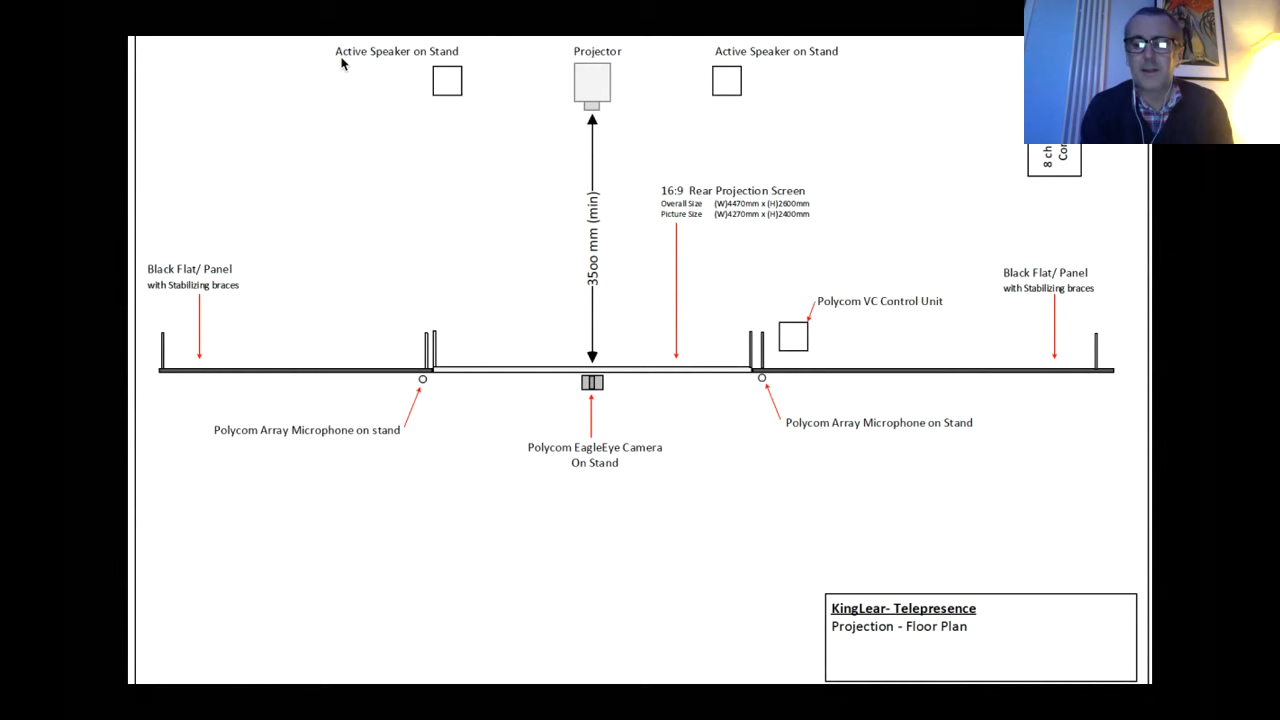 Active Speaker on Stand
Projector
Active Speaker on Stand
8 ch
3500 mm (min)
16:9 Rear Projection Screen
Overall Size (W)4470mm x (H)2600mm
Picture Size (W)4270mm x (H)2400mm
Black Flat/ Panel
with Stabilizing braces
Black Flat/ Panel
with Stabilizing braces
Polycom VC Control Unit
Polycom Array Microphone on stand
Polycom Array Microphone on Stand
Polycom EagleEye Camera
On Stand
KingLear- Telepresence
Projection - Floor Plan